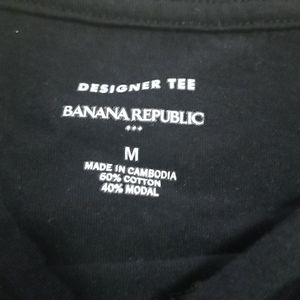 DESIGNER TEE
BANANA REPUBLIC
M
MADE IN CAMBODIA
60% COTTON
40% MODAL